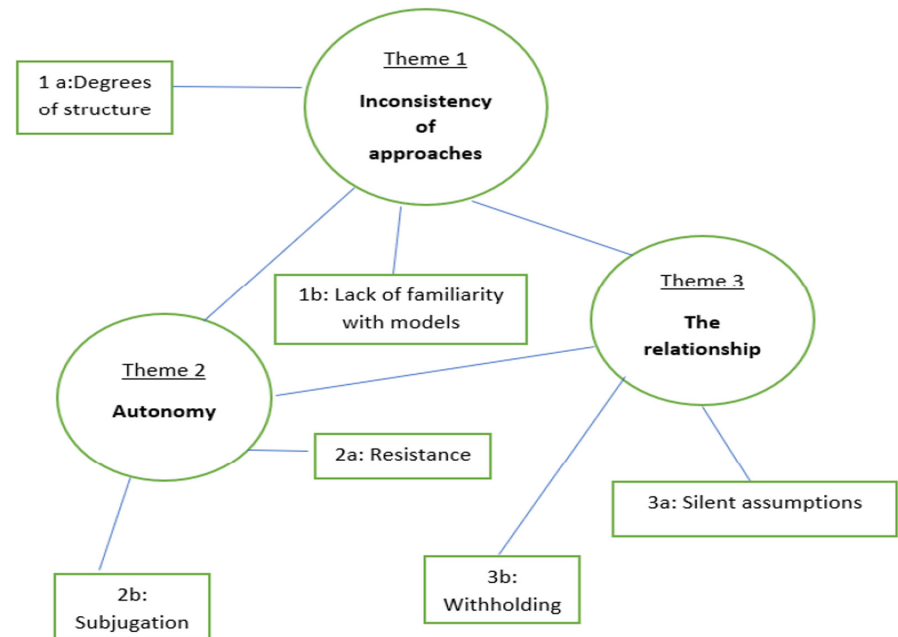 Theme 1
Inconsistency
of
approaches
1 a:Degrees
of structure
1b: Lack of familiarity
with models
Theme 3
The
relationship
Theme 2
Autonomy
2a: Resistance
3a: Silent assumptions
3b:
Withholding
2b:
Subjugation